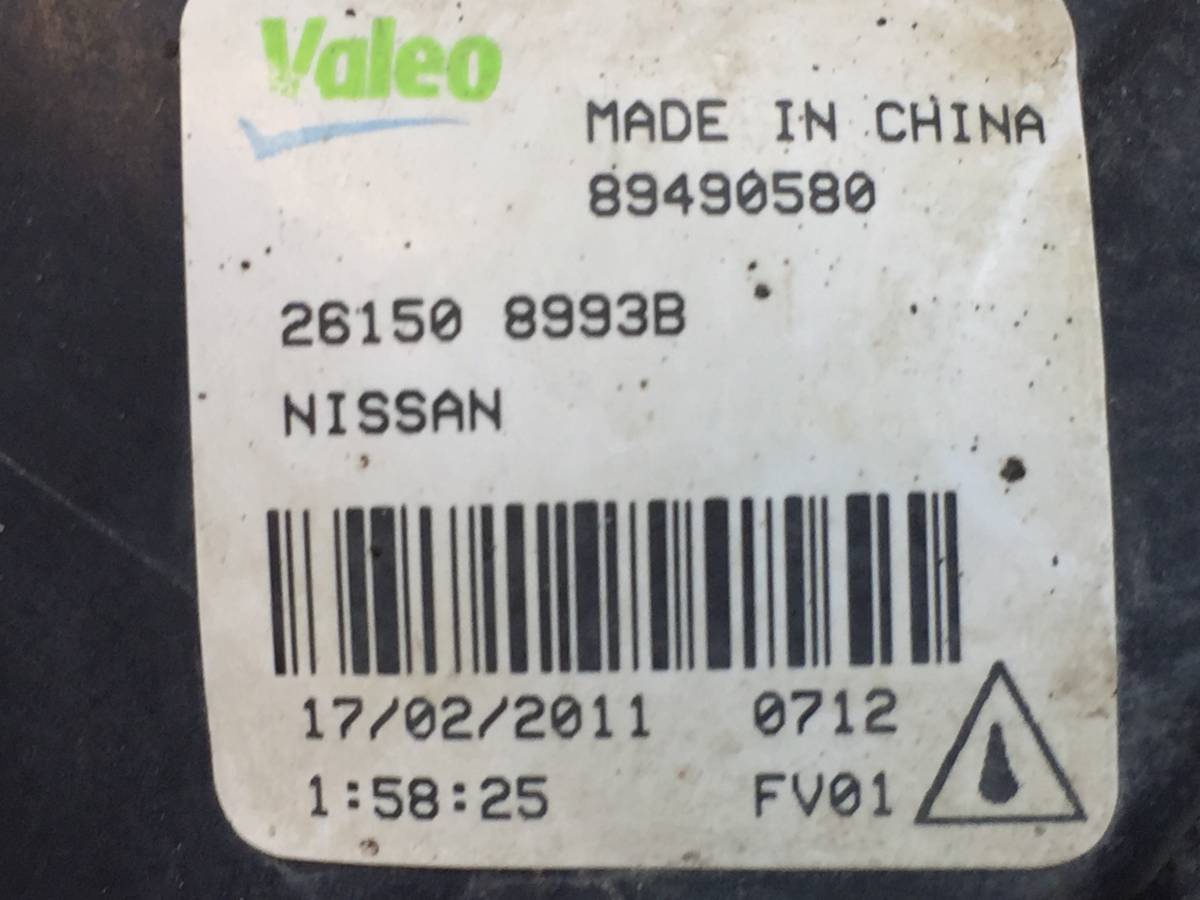 Valeo
MADE IN CHINA
89490580
26150 8993B
NISSAN
17/02/2011 0712
1:58:25 FV01